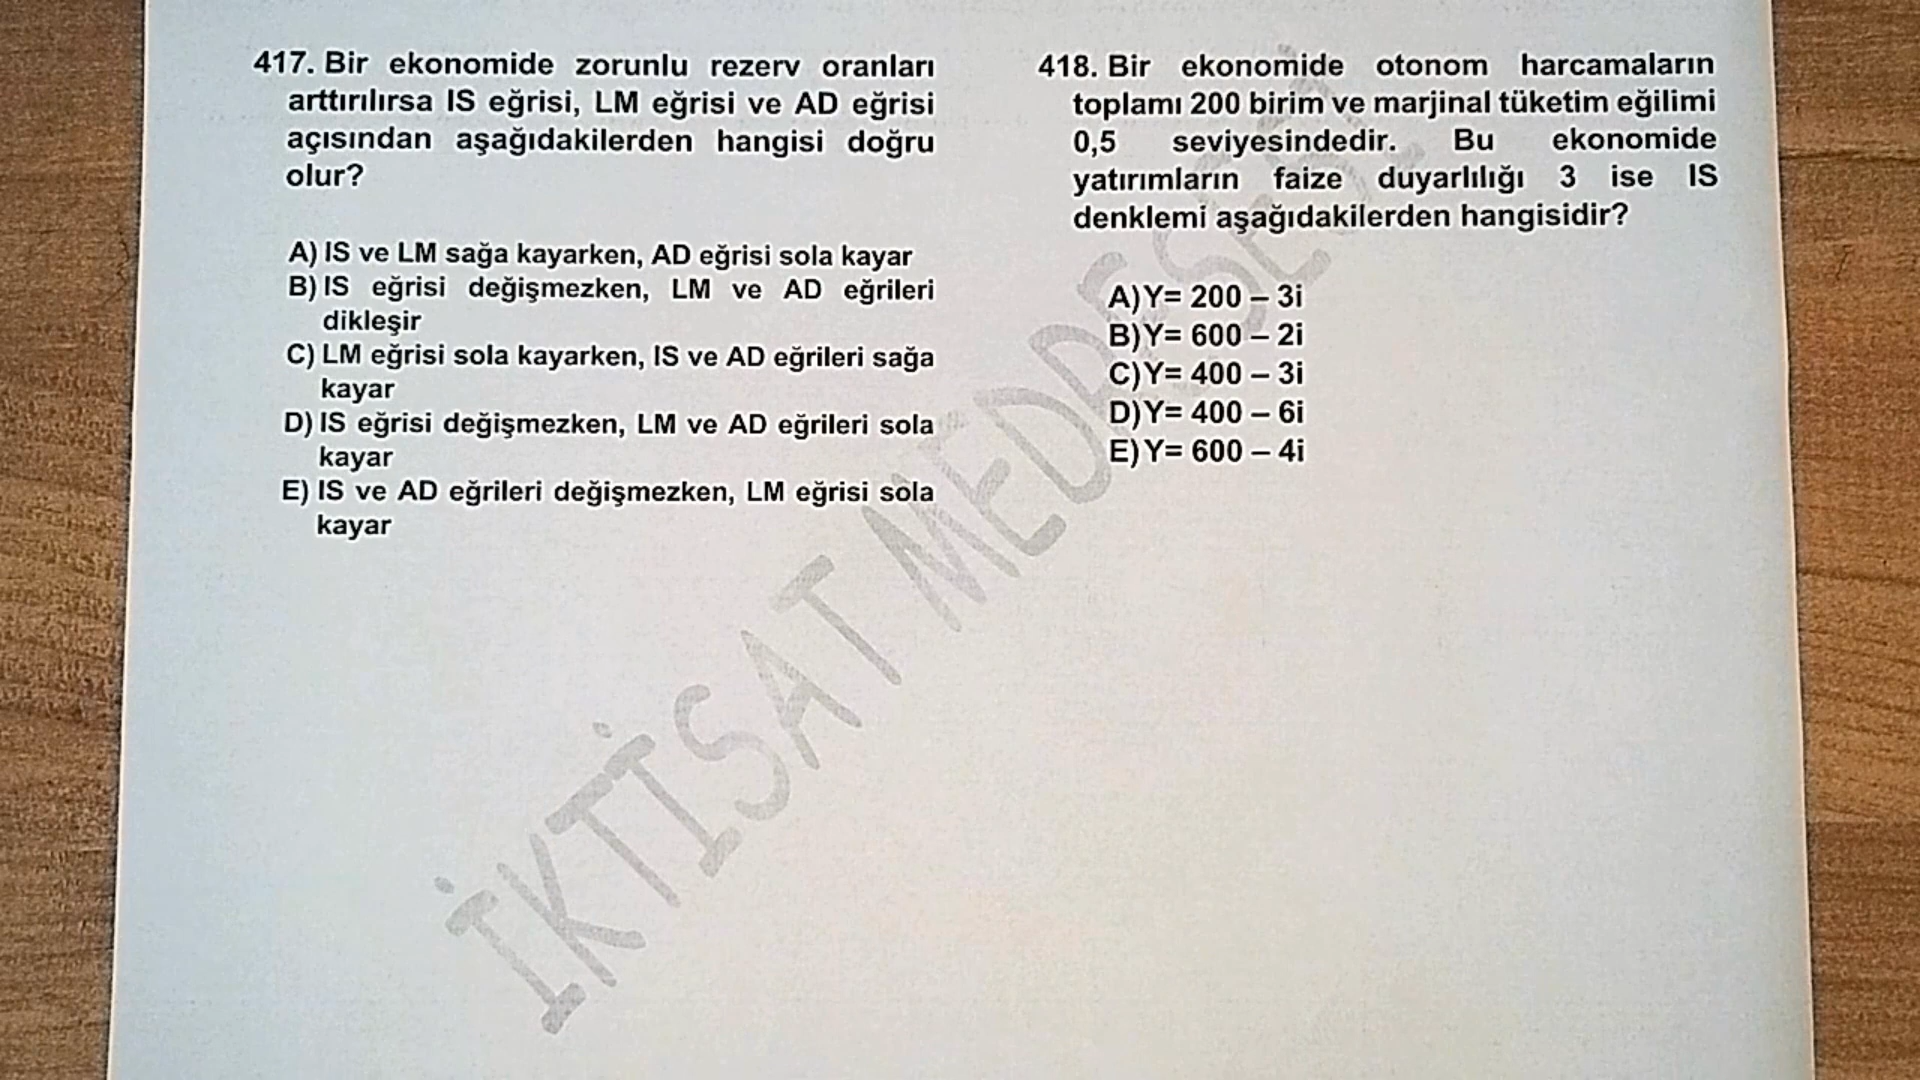 417. Bir ekonomide zorunlu rezerv oranları
arttırılırsa IS eğrisi, LM eğrisi ve AD eğrisi
açısından aşağıdakilerden hangisi doğru
olur?
A) IS ve LM sağa kayarken, AD eğrisi sola kayar
B) IS eğrisi değişmezken, LM ve AD eğrileri
dikleşir
C) LM eğrisi sola kayarken, IS ve AD eğrileri sağa
kayar
D) IS eğrisi değişmezken, LM ve AD eğrileri sola
kayar
E) IS ve AD eğrileri değişmezken, LM eğrisi sola
kayar
418. Bir ekonomide otonom harcamaların
toplamı 200 birim ve marjinal tüketim eğilimi
0,5 seviyesindedir. Bu ekonomide
yatırımların faize duyarlılığı 3 ise IS
denklemi aşağıdakilerden hangisidir?
A) Y= 200 – 3i
B) Y= 600 – 2i
C) Y= 400 – 3i
D) Y= 400 – 6i
E) Y= 600 – 4i
İKTİSAT MEDRESESİ